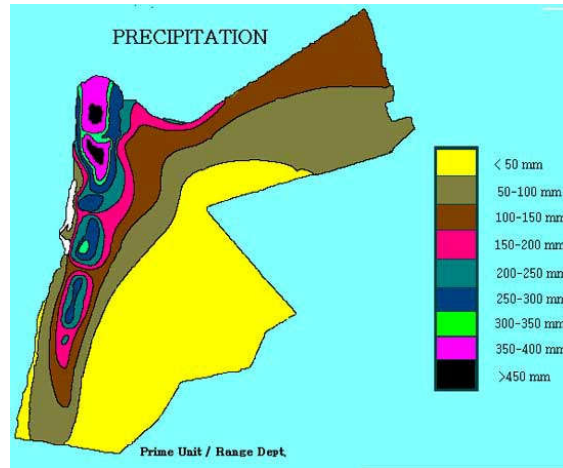 PRECIPITATION
< 50 mm
50-100 mm
100-150 mm
150-200 mm
200-250 mm
250-300 mm
300-350 mm
350-400 mm
>450 mm
Prime Unit / Range Dept.